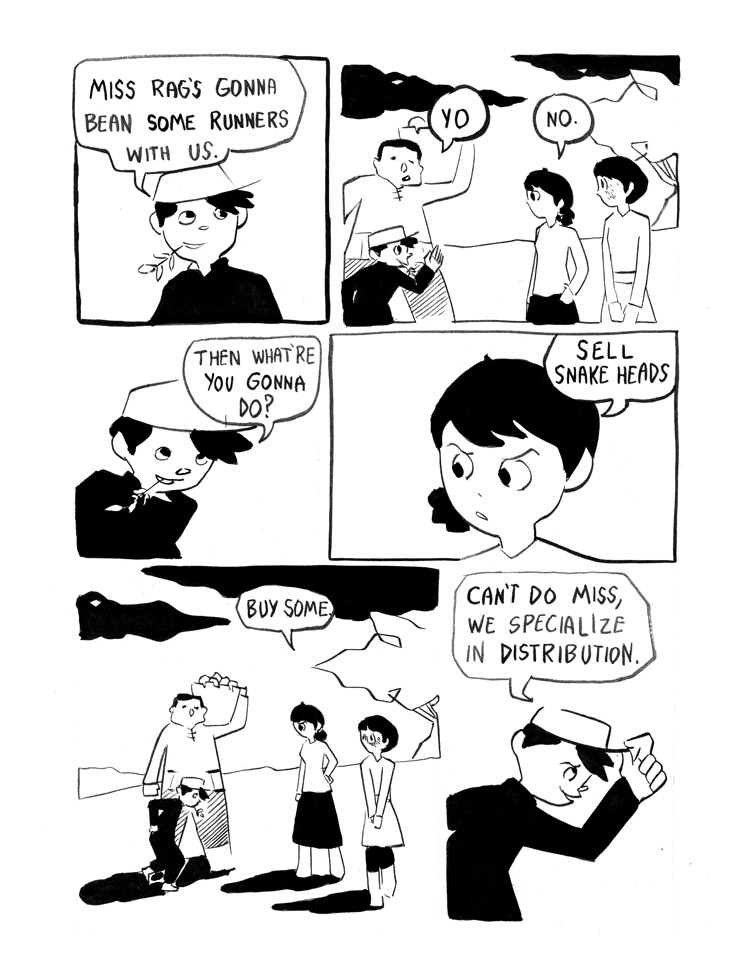 MISS RAG'S GONNA
BEAN SOME RUNNERS
WITH US.
YO
NO.
THEN WHAT'RE
YOU GONNA
DO?
SELL
SNAKE HEADS
BUY SOME.
CAN'T DO MISS,
WE SPECIALIZE
IN DISTRIBUTION.